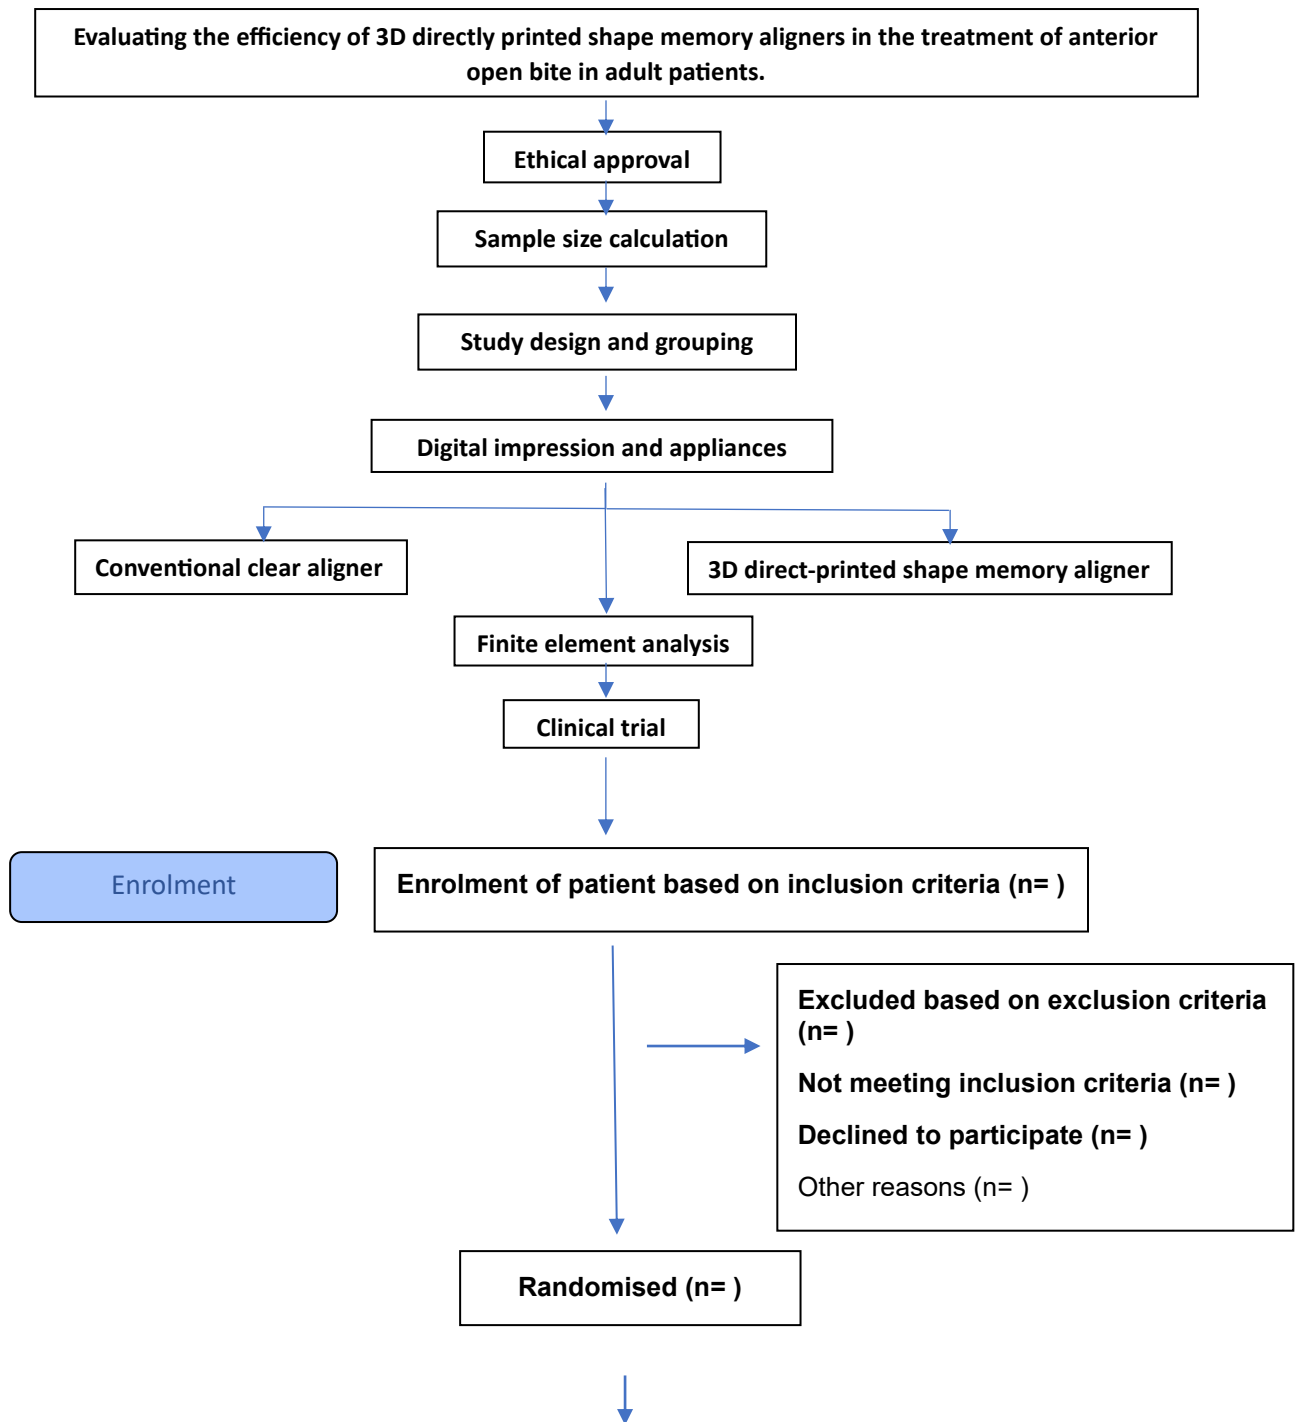 Evaluating the efficiency of 3D directly printed shape memory aligners in the treatment of anterior
open bite in adult patients.
Ethical approval
Sample size calculation
Study design and grouping
Digital impression and appliances
Conventional clear aligner
3D direct-printed shape memory aligner
Finite element analysis
Clinical trial
Enrolment
Enrolment of patient based on inclusion criteria (n= )
Excluded based on exclusion criteria
(n= )
Not meeting inclusion criteria (n= )
Declined to participate (n= )
Other reasons (n= )
Randomised (n= )